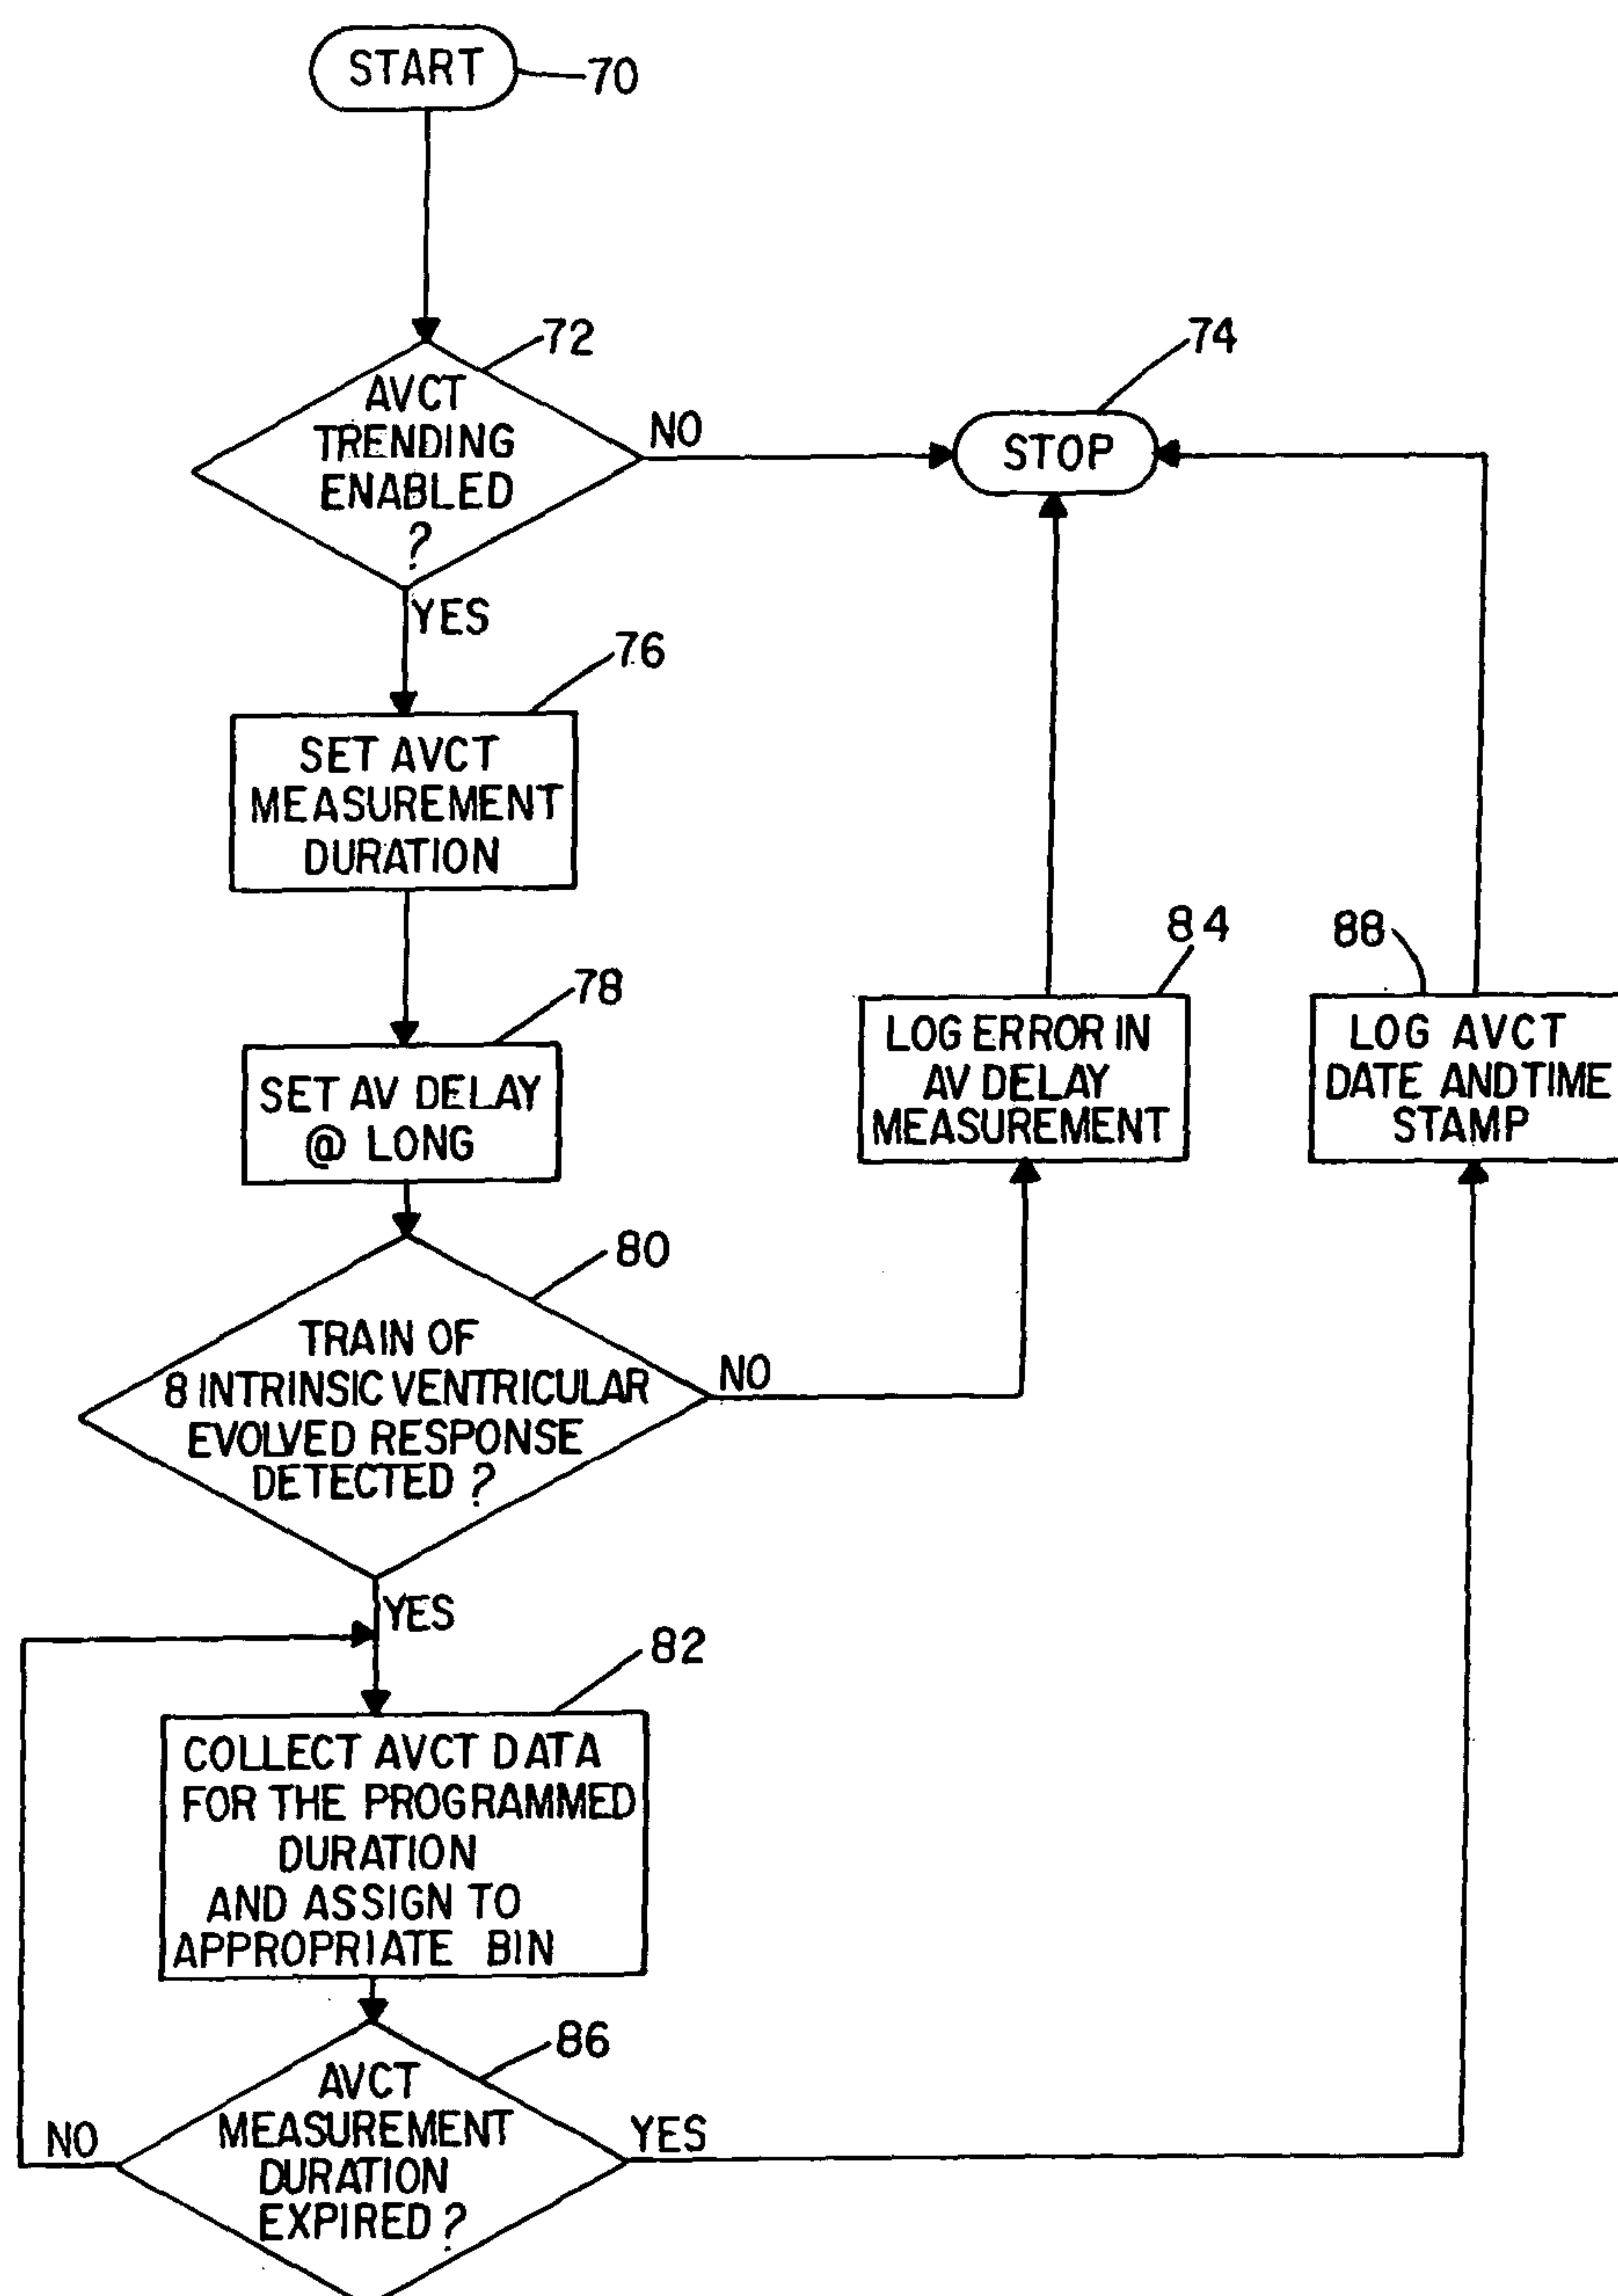 START
70
72
AVCT
TRENDING
ENABLED
?
NO
74
STOP
YES
76
SET AVCT
MEASUREMENT
DURATION
78
SET AV DELAY
@ LONG
84
LOG ERROR IN
AV DELAY
MEASUREMENT
88
LOG AVCT
DATE AND TIME
STAMP
80
TRAIN OF
8 INTRINSIC VENTRICULAR
EVOLVED RESPONSE
DETECTED ?
NO
YES
82
COLLECT AVCT DATA
FOR THE PROGRAMMED
DURATION
AND ASSIGN TO
APPROPRIATE BIN
86
AVCT
MEASUREMENT
DURATION
EXPIRED ?
NO
YES